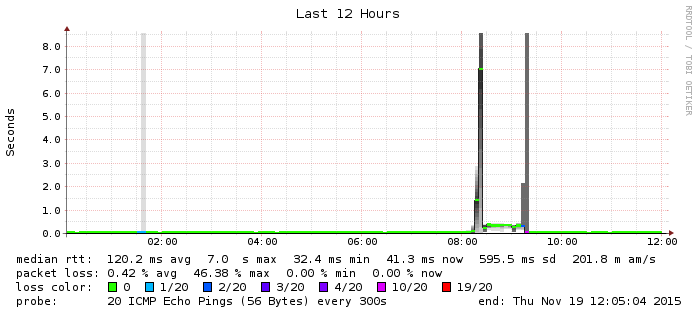 Last 12 Hours
RRDTOOL / TOBI OETIKER
Seconds
8.0
7.0
6.0
5.0
4.0
3.0
2.0
1.0
0.0
02:00 04:00 06:00 08:00 10:00 12:00
median rtt: 120.2 ms avg 7.0 s max 32.4 ms min 41.3 ms now 595.5 ms sd 201.8 m am/s
packet loss: 0.42 % avg 46.38 % max 0.00 % min 0.00 % now
loss color: 0 1/20 2/20 3/20 4/20 10/20 19/20
probe: 20 ICMP Echo Pings (56 Bytes) every 300s end: Thu Nov 19 12:05:04 2015